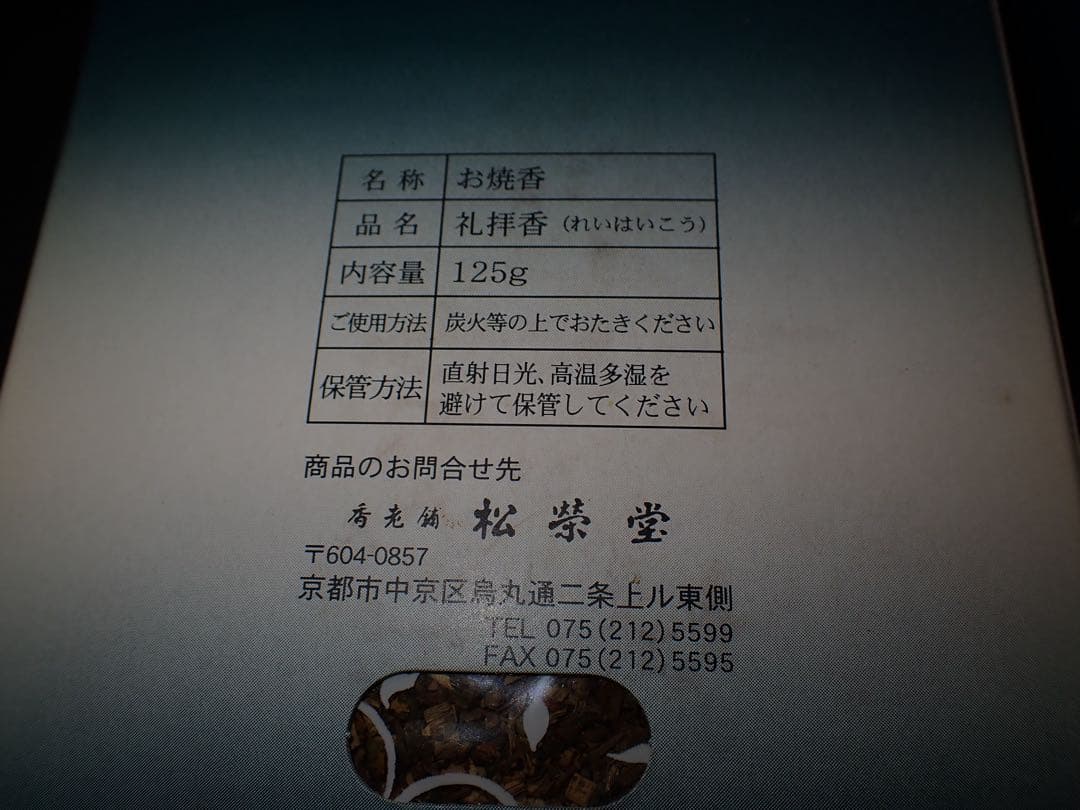 名称 お焼香
品名 礼拝香（れいはいこう）
内容量 125g
ご使用方法 炭火等の上でおたきください
保管方法 直射日光、高温多湿を
避けて保管してください
商品のお問合せ先
香老舗 松榮堂
〒604-0857
京都市中京区烏丸通二条上ル東側
TEL 075(212)5599
FAX 075(212)5595